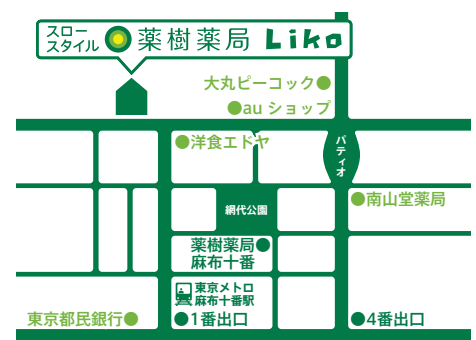 スロー
スタイル
薬樹薬局 Liko
大丸ピーコック
auショップ
洋食エドヤ
パティオ
南山堂薬局
網代公園
薬樹薬局
麻布十番
東京メトロ
麻布十番駅
東京都民銀行
1番出口
4番出口